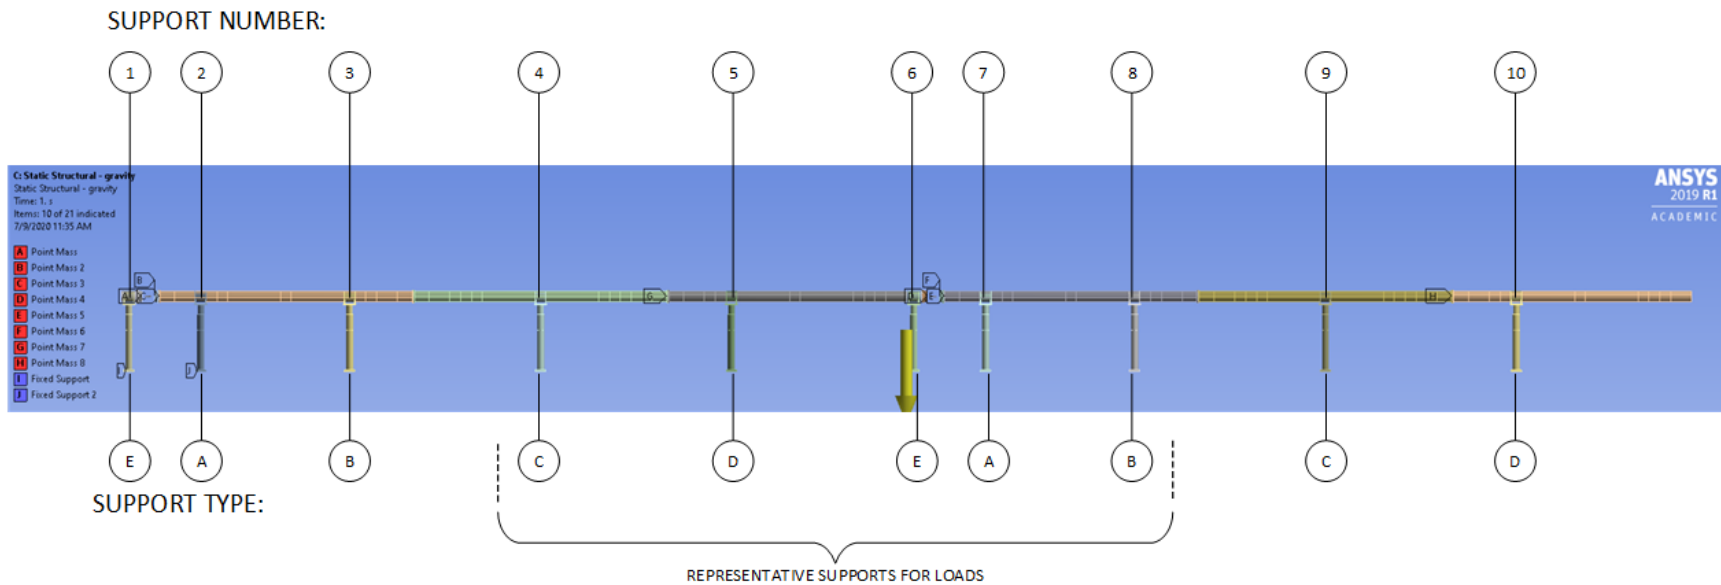 SUPPORT NUMBER:
1 2 3 4 5 6 7 8 9 10
C: Static Structural - gravity
Static Structural - gravity
Time: 1. s
Items: 10 of 21 indicated
7/9/2020 11:35 AM
ANSYS
2019 R1
ACADEMIC
A Point Mass
B Point Mass 2
C Point Mass 3
D Point Mass 4
E Point Mass 5
F Point Mass 6
G Point Mass 7
H Point Mass 8
I Fixed Support
J Fixed Support 2
B F
A C G E H
J
E A B C D E A B C D
SUPPORT TYPE:
REPRESENTATIVE SUPPORTS FOR LOADS